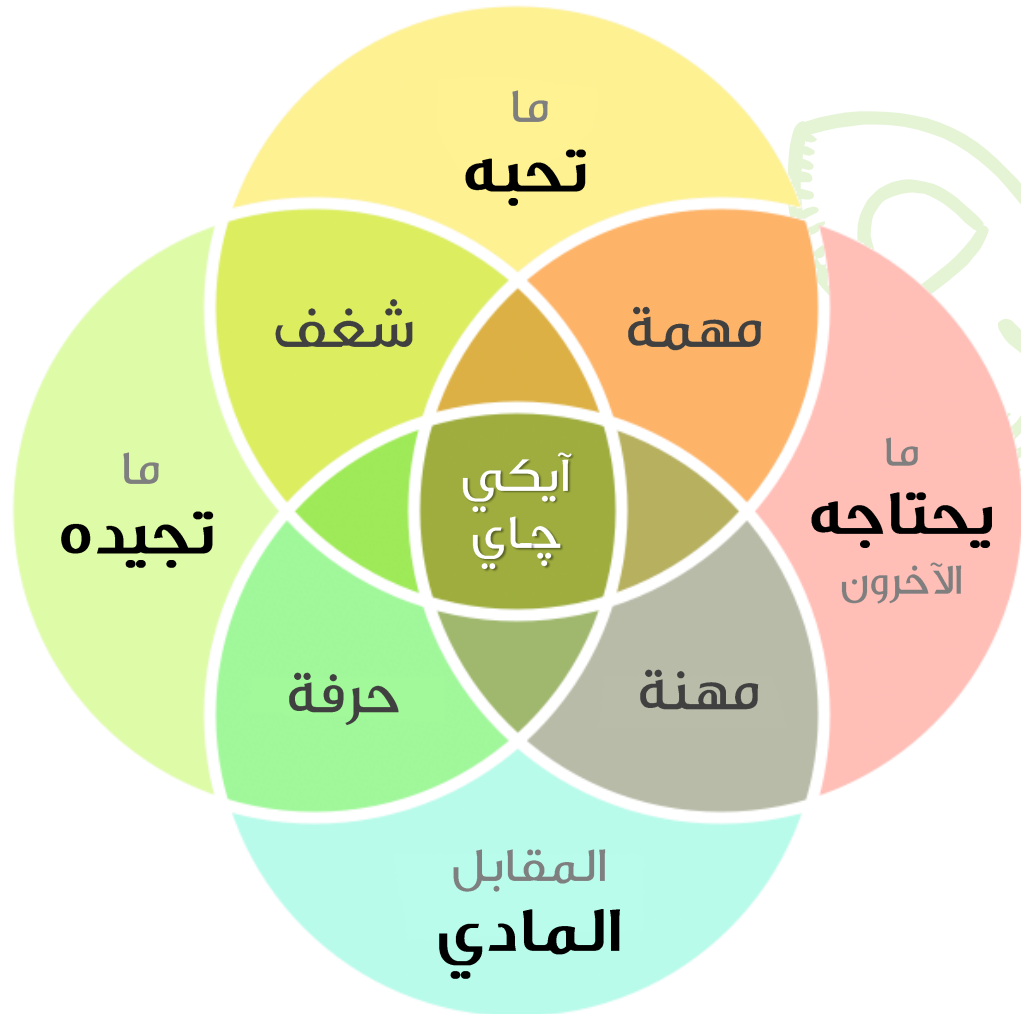 ما
تحبه
شغف
مهمة
ما
يحتاجه
الآخرون
ما
تجيده
آيكي
چاي
حرفة
مهنة
المقابل
المادي